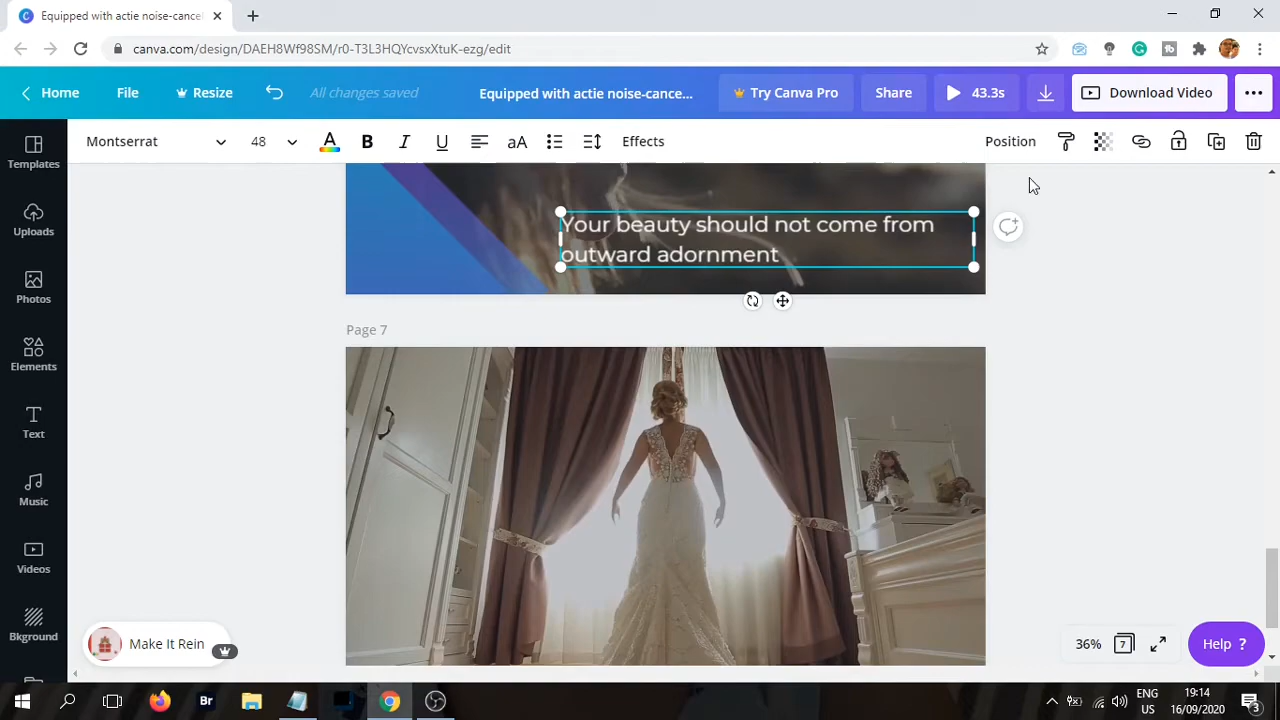 Equipped with actie noise-cancel
canva.com/design/DAEH8Wf98SM/r0-T3L3HQYcvsxXtuK-ezg/edit
Home File Resize All changes saved Equipped with actie noise-cance... Try Canva Pro Share 43.3s Download Video
Montserrat 48 A B I U aA Effects Position
Templates
Uploads
Photos
Elements
Text
Music
Videos
Bkground
Your beauty should not come from
outward adornment
Page 7
Make It Rein
36% 7 Help ?
Br
ENG
US
19:14
16/09/2020
3